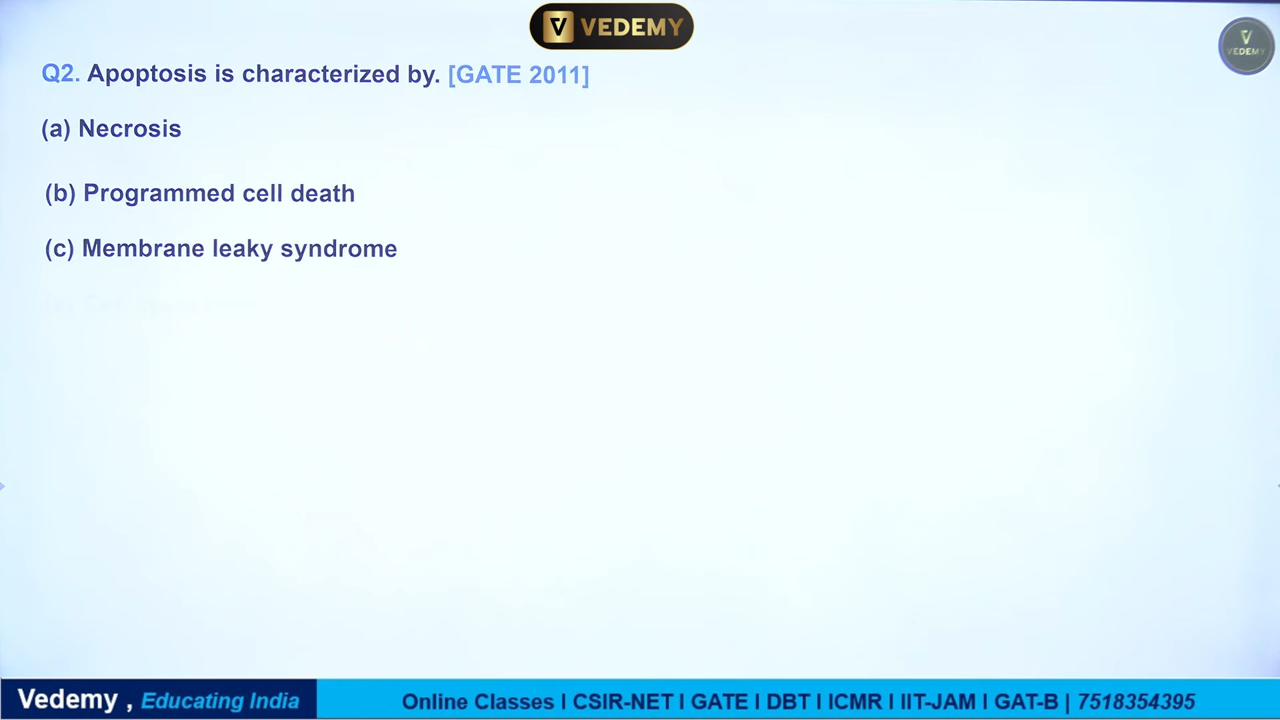 VEDEMY
VEDEMY
Q2. Apoptosis is characterized by. [GATE 2011]
(a) Necrosis
(b) Programmed cell death
(c) Membrane leaky syndrome
Vedemy , Educating India
Online Classes I CSIR-NET I GATE I DBT I ICMR I IIT-JAM I GAT-B | 7518354395